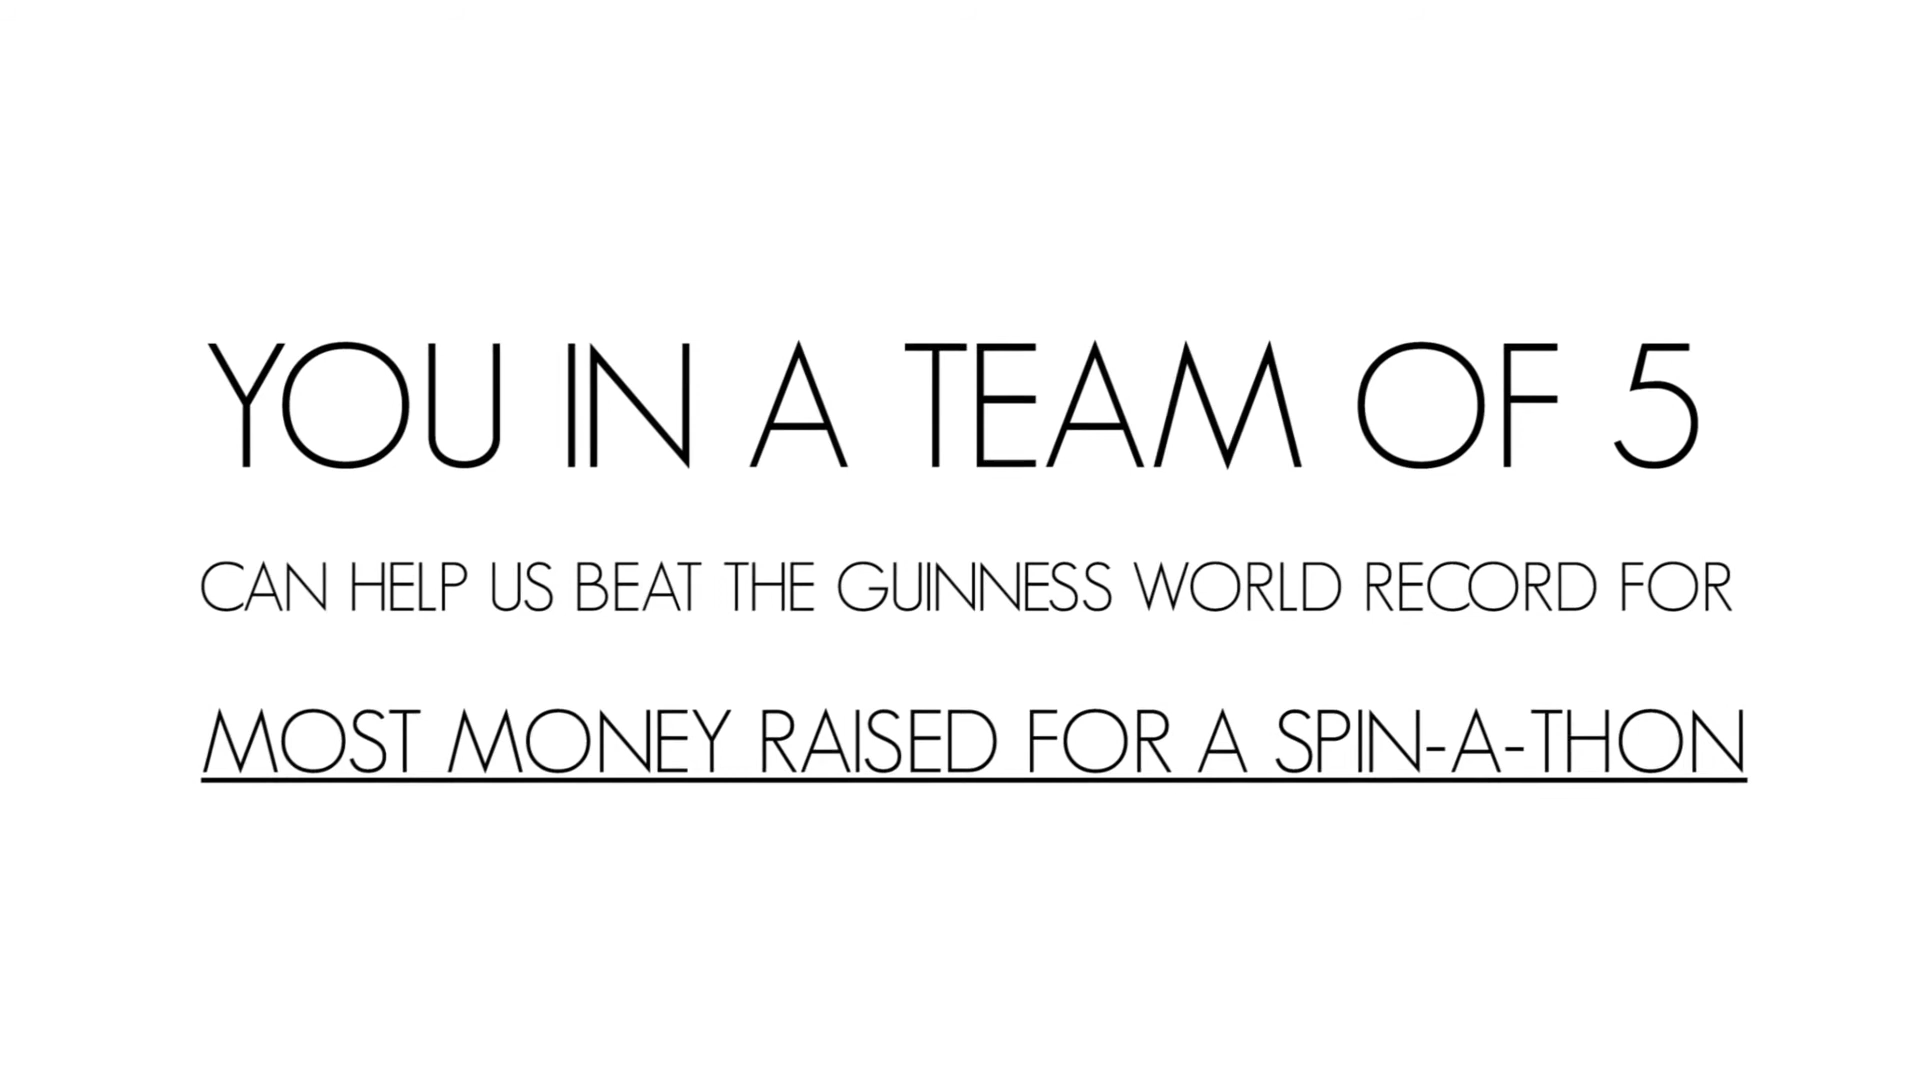 YOU IN A TEAM OF 5
CAN HELP US BEAT THE GUINNESS WORLD RECORD FOR
MOST MONEY RAISED FOR A SPIN-A-THON